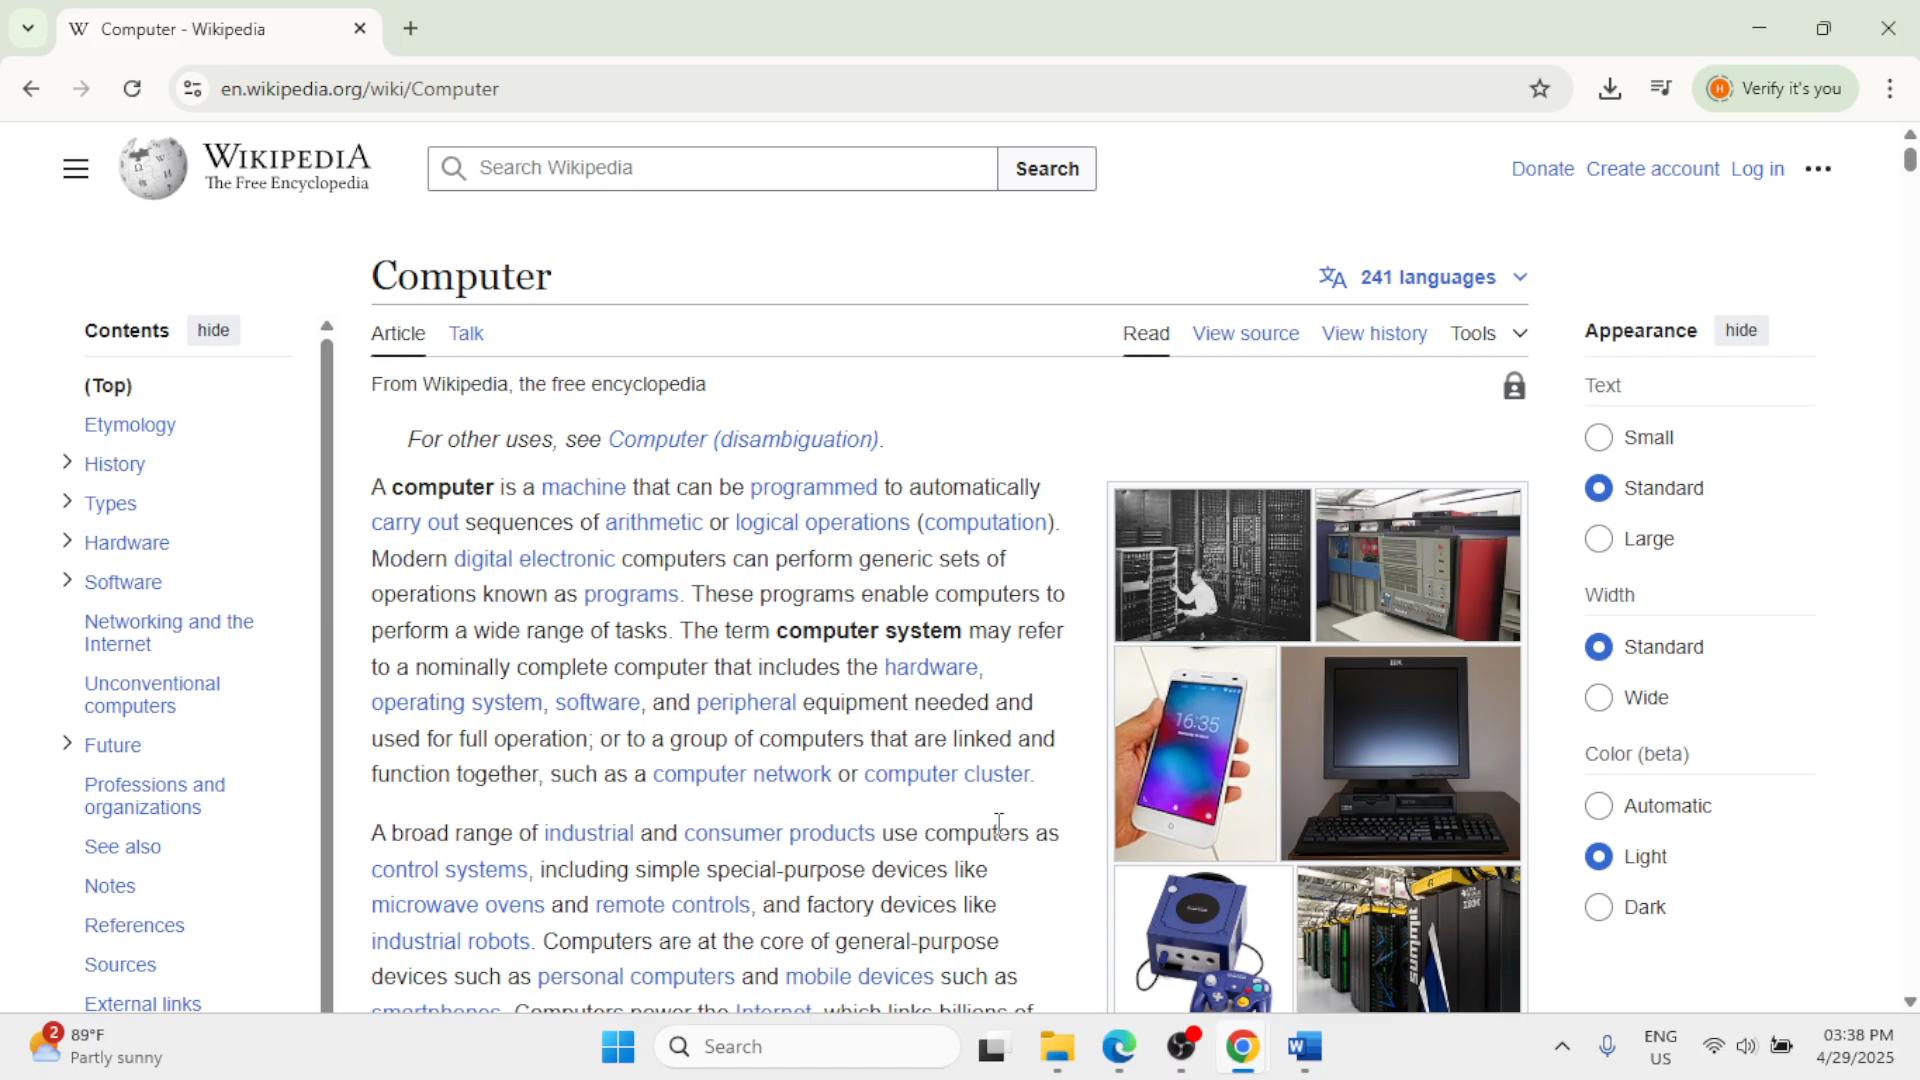 Computer - Wikipedia
en.wikipedia.org/wiki/Computer
Verify it's you
WIKIPEDIA
The Free Encyclopedia
Search Wikipedia
Search
Donate Create account Log in
Computer
241 languages
Contents hide
(Top)
Etymology
History
Types
Hardware
Software
Networking and the
Internet
Unconventional
computers
Future
Professions and
organizations
See also
Notes
References
Sources
External links
Article Talk
Read View source View history Tools
From Wikipedia, the free encyclopedia
For other uses, see Computer (disambiguation).
A computer is a machine that can be programmed to automatically
carry out sequences of arithmetic or logical operations (computation).
Modern digital electronic computers can perform generic sets of
operations known as programs. These programs enable computers to
perform a wide range of tasks. The term computer system may refer
to a nominally complete computer that includes the hardware,
operating system, software, and peripheral equipment needed and
used for full operation; or to a group of computers that are linked and
function together, such as a computer network or computer cluster.
A broad range of industrial and consumer products use computers as
control systems, including simple special-purpose devices like
microwave ovens and remote controls, and factory devices like
industrial robots. Computers are at the core of general-purpose
devices such as personal computers and mobile devices such as
smartphones. Computers power the Internet, which links billions of
16:35
IBM
Appearance hide
Text
Small
Standard
Large
Width
Standard
Wide
Color (beta)
Automatic
Light
Dark
2
89°F
Partly sunny
Search
ENG
US
03:38 PM
4/29/2025